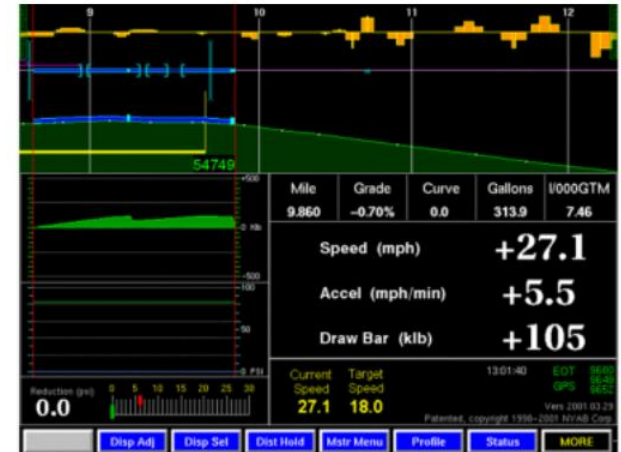 9 10 11 12
54749
+500
0 Klb
-500
100
50
0 PSI
Mile Grade Curve Gallons l/000GTM
9.860 -0.70% 0.0 313.9 7.46
Speed (mph) +27.1
Accel (mph/min) +5.5
Draw Bar (klb) +105
Reduction (psi) 0 5 10 15 20 25 30
0.0
Current Speed Target Speed
27.1 18.0
13:01:40
EOT
GPS
Vers 2001.03.29
Patented, copyright 1996-2001 NYAB Corp
Disp Adj Disp Sel Dist Hold Mstr Menu Profile Status MORE